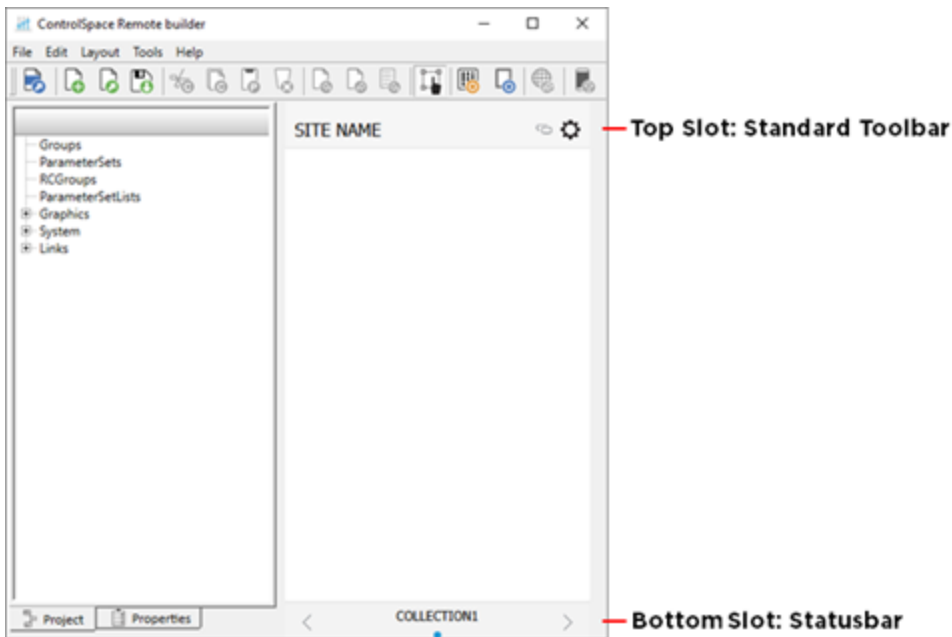 ControlSpace Remote builder
File Edit Layout Tools Help
SITE NAME
Top Slot: Standard Toolbar
Groups
ParameterSets
RCGroups
ParameterSetLists
Graphics
System
Links
Project Properties
COLLECTION1
Bottom Slot: Statusbar